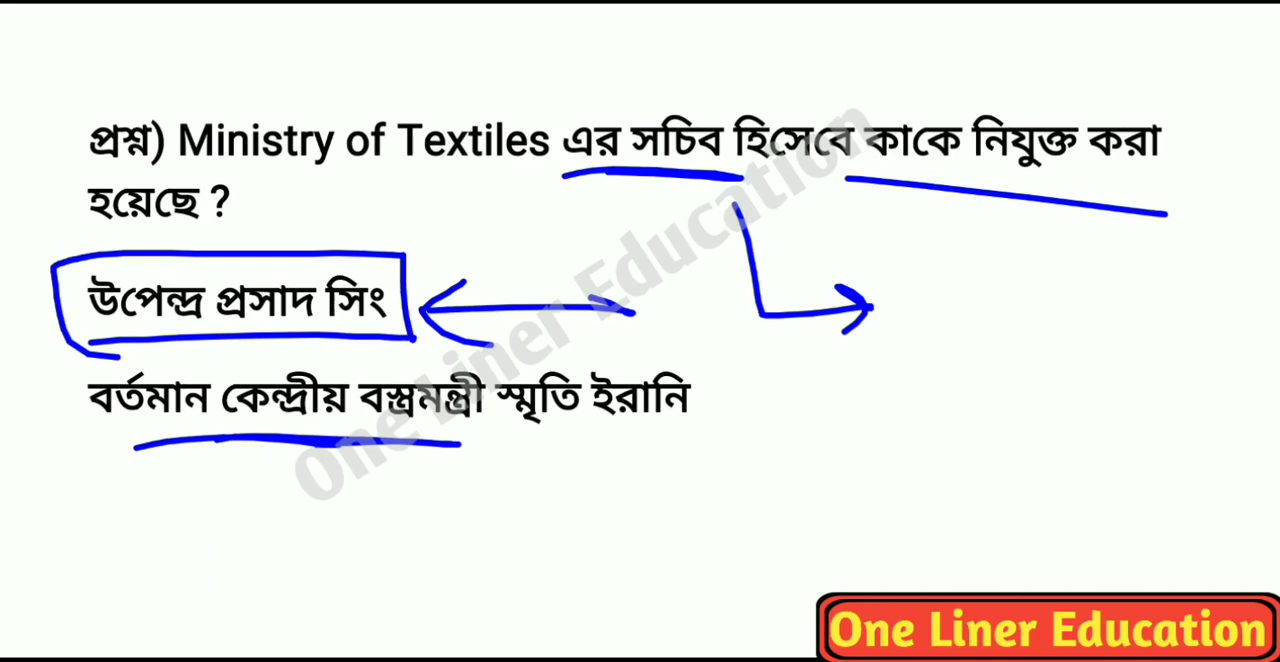 প্রশ্ন) Ministry of Textiles এর সচিব হিসেবে কাকে নিযুক্ত করা
হয়েছে ?
উপেন্দ্র প্রসাদ সিং
বর্তমান কেন্দ্রীয় বস্ত্রমন্ত্রী স্মৃতি ইরানি
One Liner Education
One Liner Education